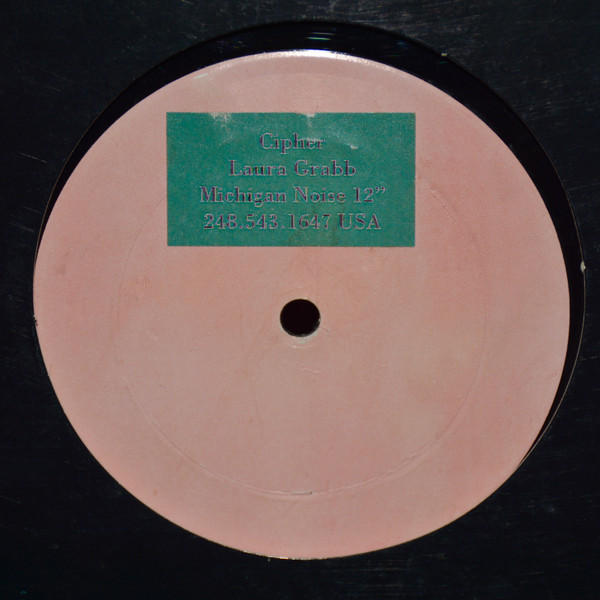 Cipher
Laura Grabb
Michigan Noise 12"
248.543.1647 USA